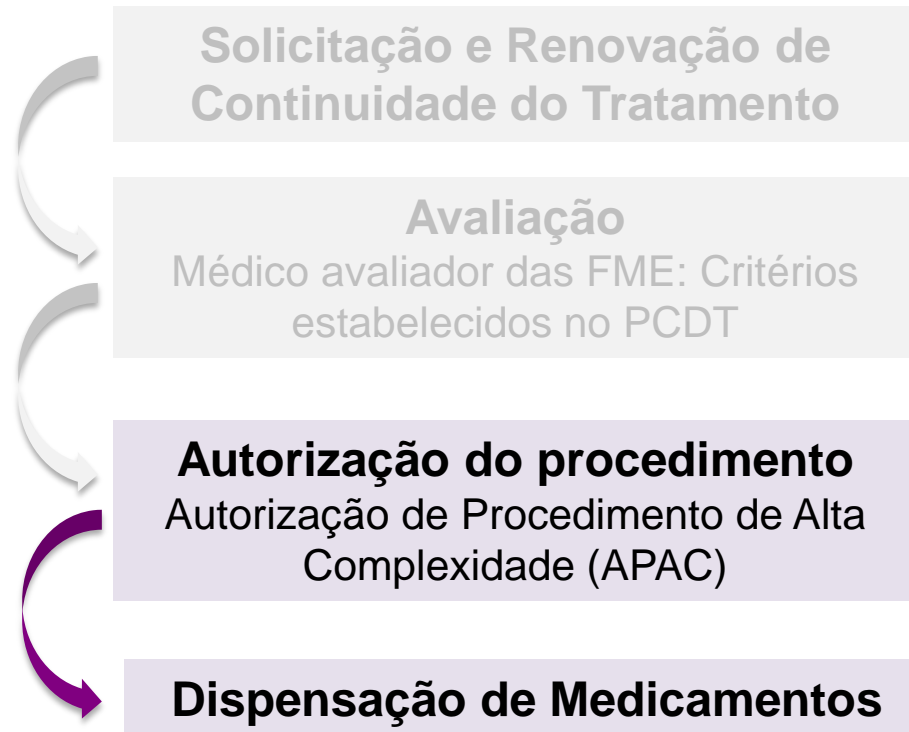 Solicitação e Renovação de
Continuidade do Tratamento
Avaliação
Médico avaliador das FME: Critérios
estabelecidos no PCDT
Autorização do procedimento
Autorização de Procedimento de Alta
Complexidade (APAC)
Dispensação de Medicamentos